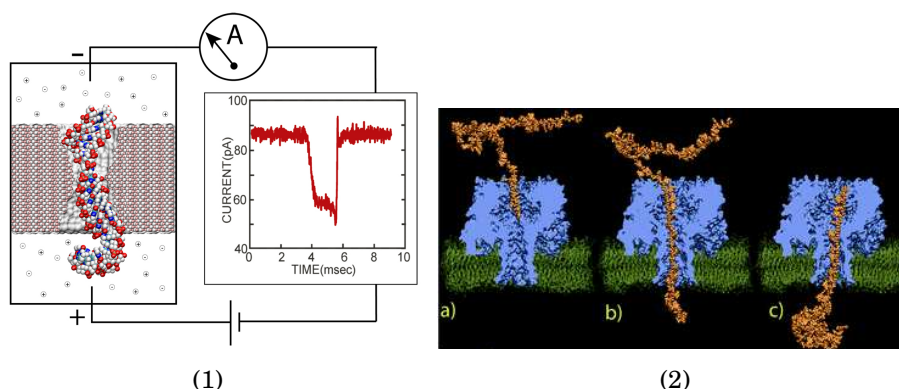 −
A
CURRENT(pA)
100
80
60
40
0 2 4 6 8 10
TIME(msec)
+
a)
b)
c)
(1)
(2)